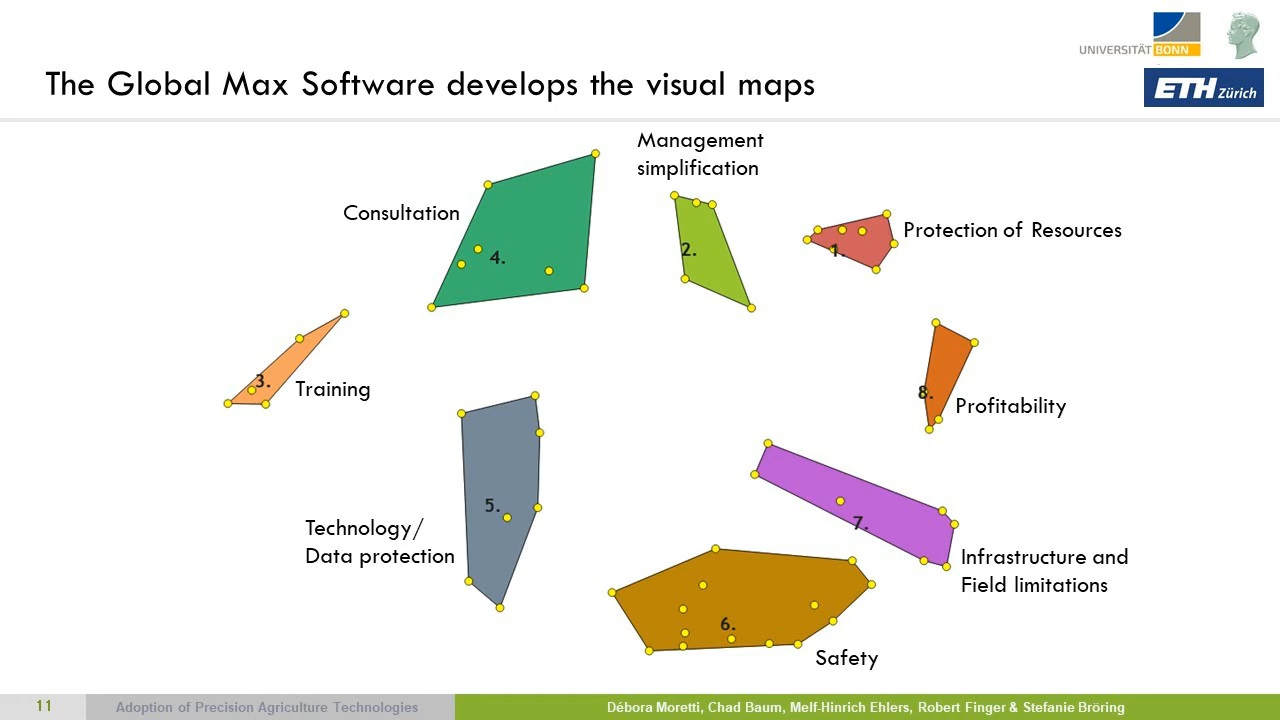 UNIVERSITÄT BONN
The Global Max Software develops the visual maps
ETH Zürich
Management
simplification
Consultation
4.
2.
1.
Protection of Resources
3.
Training
8.
Profitability
5.
Technology/
Data protection
7.
Infrastructure and
Field limitations
6.
Safety
11
Adoption of Precision Agriculture Technologies
Débora Moretti, Chad Baum, Melf-Hinrich Ehlers, Robert Finger & Stefanie Bröring